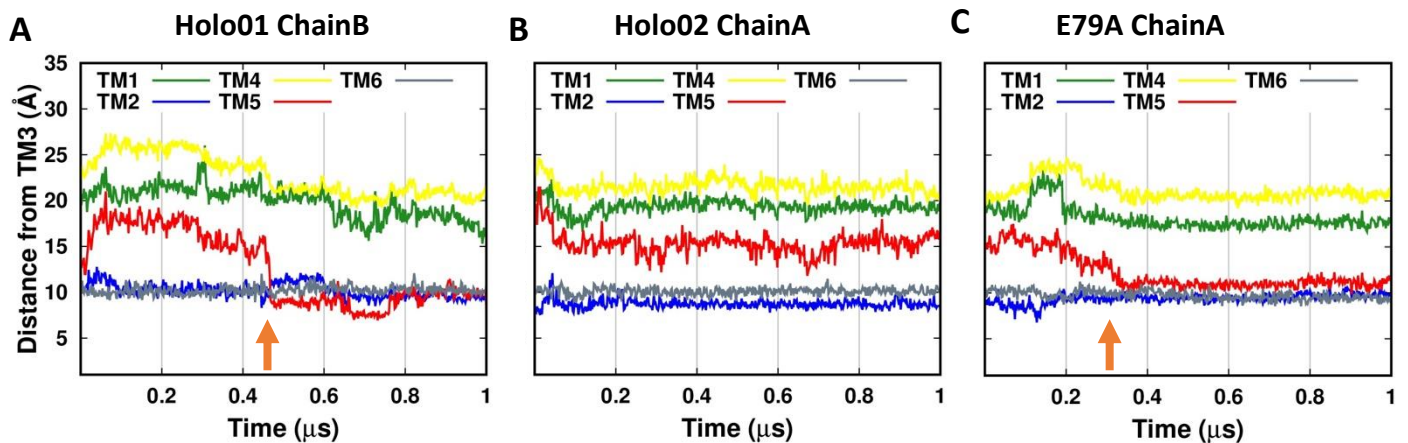 A Holo01 ChainB B Holo02 ChainA C E79A ChainA
Distance from TM3 (Å)
35
30
25
20
15
10
5
TM1 TM4 TM6
TM2 TM5
TM1 TM4 TM6
TM2 TM5
TM1 TM4 TM6
TM2 TM5
0.2 0.4 0.6 0.8 1
0.2 0.4 0.6 0.8 1
0.2 0.4 0.6 0.8 1
Time (μs)
Time (μs)
Time (μs)